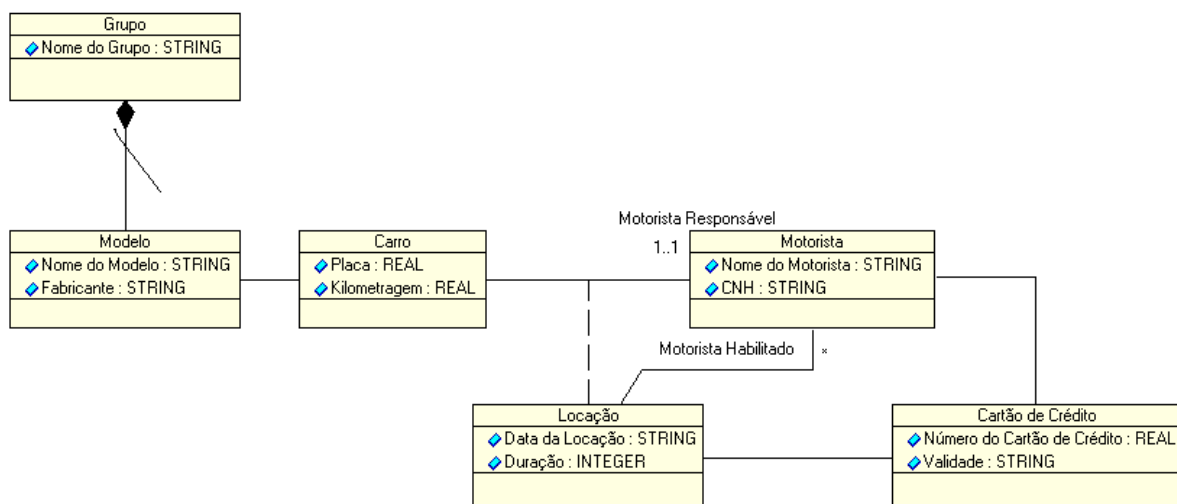 Grupo
Nome do Grupo : STRING
Modelo
Nome do Modelo : STRING
Fabricante : STRING
Carro
Placa : REAL
Kilometragem : REAL
Motorista Responsável
1..1
Motorista
Nome do Motorista : STRING
CNH : STRING
Motorista Habilitado
*
Locação
Data da Locação : STRING
Duração : INTEGER
Cartão de Crédito
Número do Cartão de Crédito : REAL
Validade : STRING